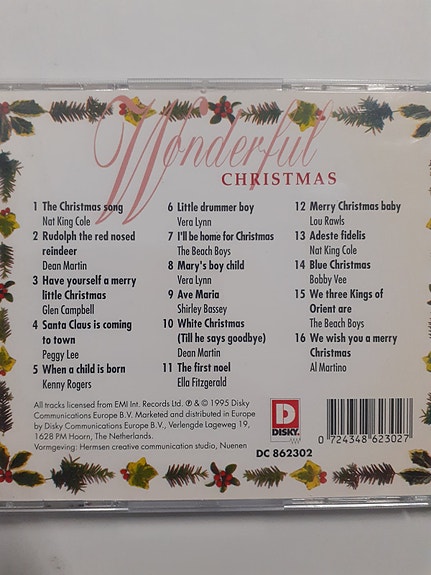 Wonderful
CHRISTMAS
1 The Christmas song
Nat King Cole
2 Rudolph the red nosed
reindeer
Dean Martin
3 Have yourself a merry
little Christmas
Glen Campbell
4 Santa Claus is coming
to town
Peggy Lee
5 When a child is born
Kenny Rogers
6 Little drummer boy
Vera Lynn
7 I'll be home for Christmas
The Beach Boys
8 Mary's boy child
Vera Lynn
9 Ave Maria
Shirley Bassey
10 White Christmas
(Till he says goodbye)
Dean Martin
11 The first noel
Ella Fitzgerald
12 Merry Christmas baby
Lou Rawls
13 Adeste fidelis
Nat King Cole
14 Blue Christmas
Bobby Vee
15 We three Kings of
Orient are
The Beach Boys
16 We wish you a merry
Christmas
Al Martino
All tracks licensed from EMI Int. Records Ltd. ℗ & © 1995 Disky
Communications Europe B.V. Marketed and distributed in Europe
by Disky Communications Europe B.V., Verlengde Lageweg 19,
1628 PM Hoorn, The Netherlands.
Vormgeving: Hermsen creative communication studio, Nuenen
D
DISKY
DC 862302
0 724348 623027